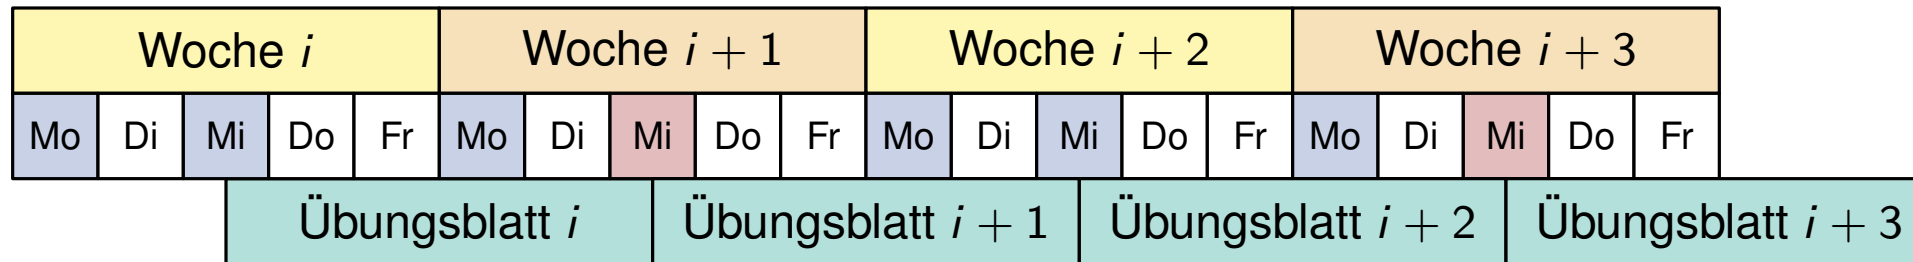 Woche i Woche i + 1 Woche i + 2 Woche i + 3
Mo Di Mi Do Fr Mo Di Mi Do Fr Mo Di Mi Do Fr Mo Di Mi Do Fr
Übungsblatt i Übungsblatt i + 1 Übungsblatt i + 2 Übungsblatt i + 3